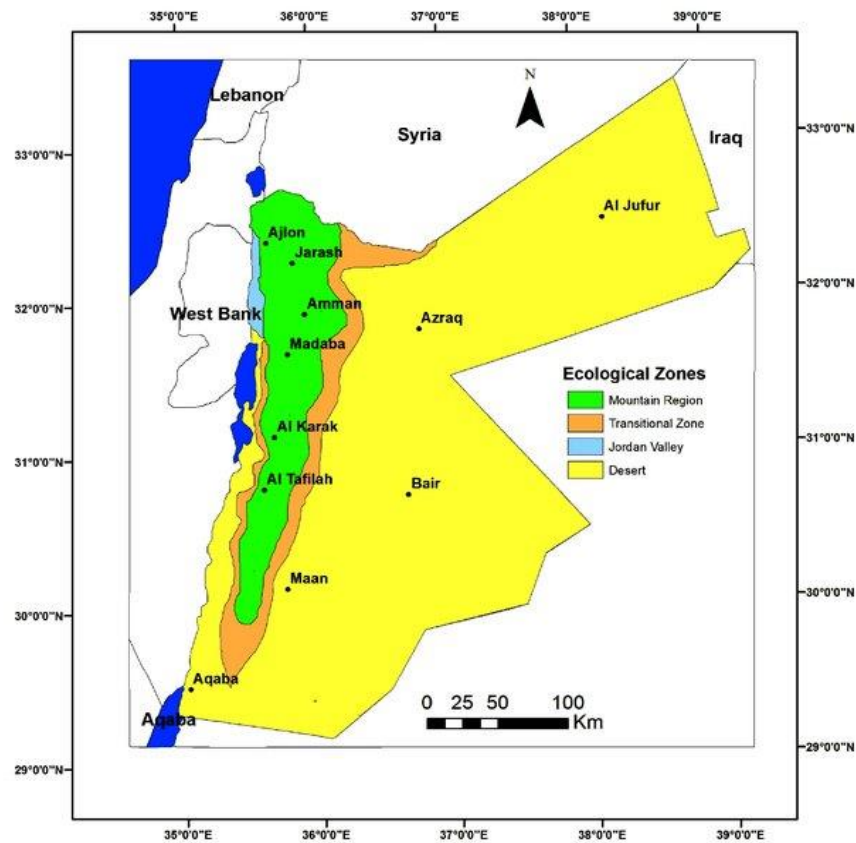 35°0'0"E 36°0'0"E 37°0'0"E 38°0'0"E 39°0'0"E
N
Lebanon
Syria
Iraq
33°0'0"N
33°0'0"N
Al Jufur
Ajlon
Jarash
32°0'0"N
32°0'0"N
West Bank
Amman
Azraq
Madaba
Ecological Zones
Mountain Region
Transitional Zone
Jordan Valley
Desert
Al Karak
31°0'0"N
31°0'0"N
Al Tafilah
Bair
Maan
30°0'0"N
30°0'0"N
Aqaba
Aqaba
0 25 50 100
Km
29°0'0"N
29°0'0"N
35°0'0"E 36°0'0"E 37°0'0"E 38°0'0"E 39°0'0"E